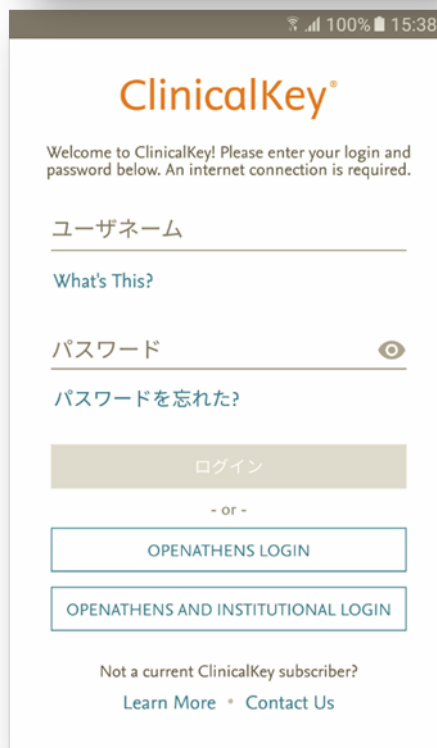 100% 15:38
ClinicalKey®
Welcome to ClinicalKey! Please enter your login and
password below. An internet connection is required.
ユーザネーム
What's This?
パスワード
パスワードを忘れた?
ログイン
- or -
OPENATHENS LOGIN
OPENATHENS AND INSTITUTIONAL LOGIN
Not a current ClinicalKey subscriber?
Learn More • Contact Us